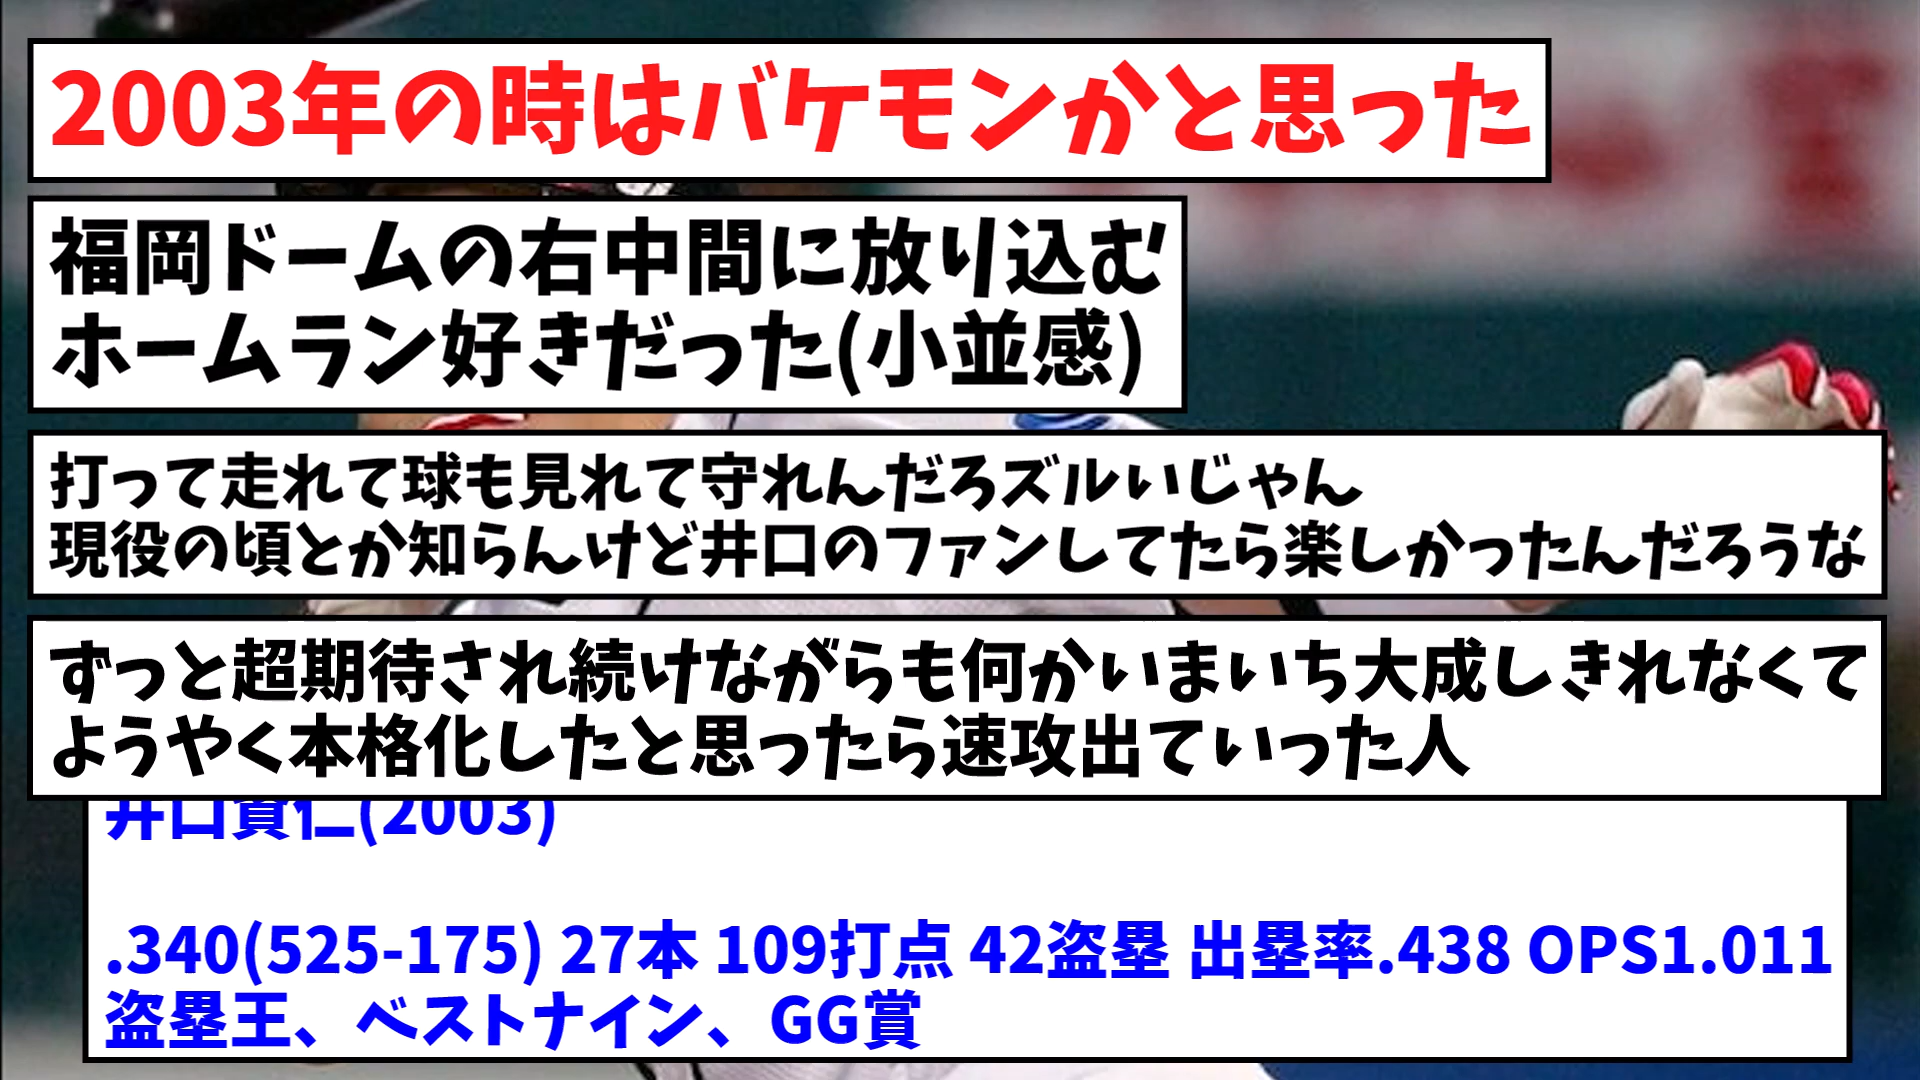 2003年の時はバケモンかと思った
福岡ドームの右中間に放り込む
ホームラン好きだった(小並感)
打って走れて球も見れて守れんだろズルいじゃん
現役の頃とか知らんけど井口のファンしてたら楽しかったんだろうな
ずっと超期待され続けながらも何かいまいち大成しきれなくて
ようやく本格化したと思ったら速攻出ていった人
井口資仁(2003)
.340(525-175) 27本 109打点 42盗塁 出塁率.438 OPS1.011
盗塁王、ベストナイン、GG賞